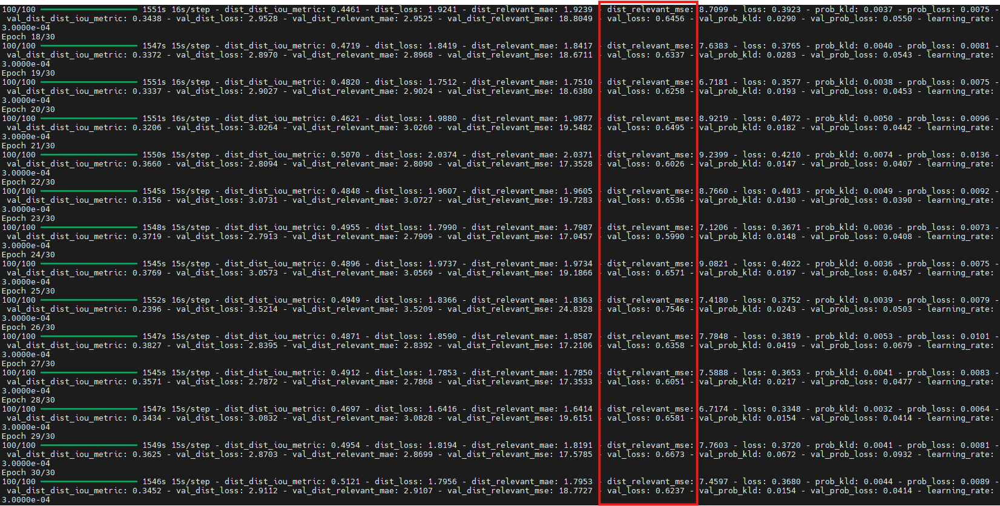 100/100 ━━━━━━━━━━━━━━━━━━━━ 1551s 16s/step - dist_dist_iou_metric: 0.4461 - dist_loss: 1.9241 - dist_relevant_mae: 1.9239 - dist_relevant_mse: 8.7099 - loss: 0.3923 - prob_kld: 0.0037 - prob_loss: 0.0075 -
val_dist_dist_iou_metric: 0.3438 - val_dist_loss: 2.9528 - val_dist_relevant_mae: 2.9525 - val_dist_relevant_mse: 18.8049 - val_loss: 0.6456 - val_prob_kld: 0.0290 - val_prob_loss: 0.0550 - learning_rate:
3.0000e-04
Epoch 18/30
100/100 ━━━━━━━━━━━━━━━━━━━━ 1547s 15s/step - dist_dist_iou_metric: 0.4719 - dist_loss: 1.8419 - dist_relevant_mae: 1.8417 - dist_relevant_mse: 7.6383 - loss: 0.3765 - prob_kld: 0.0040 - prob_loss: 0.0081 -
val_dist_dist_iou_metric: 0.3372 - val_dist_loss: 2.8970 - val_dist_relevant_mae: 2.8968 - val_dist_relevant_mse: 18.6711 - val_loss: 0.6337 - val_prob_kld: 0.0283 - val_prob_loss: 0.0543 - learning_rate:
3.0000e-04
Epoch 19/30
100/100 ━━━━━━━━━━━━━━━━━━━━ 1551s 16s/step - dist_dist_iou_metric: 0.4820 - dist_loss: 1.7512 - dist_relevant_mae: 1.7510 - dist_relevant_mse: 6.7181 - loss: 0.3577 - prob_kld: 0.0038 - prob_loss: 0.0075 -
val_dist_dist_iou_metric: 0.3337 - val_dist_loss: 2.9027 - val_dist_relevant_mae: 2.9024 - val_dist_relevant_mse: 18.6380 - val_loss: 0.6258 - val_prob_kld: 0.0193 - val_prob_loss: 0.0453 - learning_rate:
3.0000e-04
Epoch 20/30
100/100 ━━━━━━━━━━━━━━━━━━━━ 1551s 16s/step - dist_dist_iou_metric: 0.4621 - dist_loss: 1.9880 - dist_relevant_mae: 1.9877 - dist_relevant_mse: 8.9219 - loss: 0.4072 - prob_kld: 0.0050 - prob_loss: 0.0096 -
val_dist_dist_iou_metric: 0.3206 - val_dist_loss: 3.0264 - val_dist_relevant_mae: 3.0260 - val_dist_relevant_mse: 19.5482 - val_loss: 0.6495 - val_prob_kld: 0.0182 - val_prob_loss: 0.0442 - learning_rate:
3.0000e-04
Epoch 21/30
100/100 ━━━━━━━━━━━━━━━━━━━━ 1550s 15s/step - dist_dist_iou_metric: 0.5070 - dist_loss: 2.0374 - dist_relevant_mae: 2.0371 - dist_relevant_mse: 9.2399 - loss: 0.4210 - prob_kld: 0.0074 - prob_loss: 0.0136 -
val_dist_dist_iou_metric: 0.3660 - val_dist_loss: 2.8094 - val_dist_relevant_mae: 2.8090 - val_dist_relevant_mse: 17.3528 - val_loss: 0.6026 - val_prob_kld: 0.0147 - val_prob_loss: 0.0407 - learning_rate:
3.0000e-04
Epoch 22/30
100/100 ━━━━━━━━━━━━━━━━━━━━ 1545s 15s/step - dist_dist_iou_metric: 0.4848 - dist_loss: 1.9607 - dist_relevant_mae: 1.9605 - dist_relevant_mse: 8.7660 - loss: 0.4013 - prob_kld: 0.0049 - prob_loss: 0.0092 -
val_dist_dist_iou_metric: 0.3156 - val_dist_loss: 3.0731 - val_dist_relevant_mae: 3.0727 - val_dist_relevant_mse: 19.7283 - val_loss: 0.6536 - val_prob_kld: 0.0130 - val_prob_loss: 0.0390 - learning_rate:
3.0000e-04
Epoch 23/30
100/100 ━━━━━━━━━━━━━━━━━━━━ 1548s 15s/step - dist_dist_iou_metric: 0.4955 - dist_loss: 1.7990 - dist_relevant_mae: 1.7987 - dist_relevant_mse: 7.1206 - loss: 0.3671 - prob_kld: 0.0036 - prob_loss: 0.0073 -
val_dist_dist_iou_metric: 0.3719 - val_dist_loss: 2.7913 - val_dist_relevant_mae: 2.7909 - val_dist_relevant_mse: 17.0457 - val_loss: 0.5990 - val_prob_kld: 0.0148 - val_prob_loss: 0.0408 - learning_rate:
3.0000e-04
Epoch 24/30
100/100 ━━━━━━━━━━━━━━━━━━━━ 1545s 15s/step - dist_dist_iou_metric: 0.4896 - dist_loss: 1.9737 - dist_relevant_mae: 1.9734 - dist_relevant_mse: 9.0821 - loss: 0.4022 - prob_kld: 0.0036 - prob_loss: 0.0075 -
val_dist_dist_iou_metric: 0.3769 - val_dist_loss: 3.0573 - val_dist_relevant_mae: 3.0569 - val_dist_relevant_mse: 19.1866 - val_loss: 0.6571 - val_prob_kld: 0.0197 - val_prob_loss: 0.0457 - learning_rate:
3.0000e-04
Epoch 25/30
100/100 ━━━━━━━━━━━━━━━━━━━━ 1552s 16s/step - dist_dist_iou_metric: 0.4949 - dist_loss: 1.8366 - dist_relevant_mae: 1.8363 - dist_relevant_mse: 7.4180 - loss: 0.3752 - prob_kld: 0.0039 - prob_loss: 0.0079 -
val_dist_dist_iou_metric: 0.2396 - val_dist_loss: 3.5214 - val_dist_relevant_mae: 3.5209 - val_dist_relevant_mse: 24.8328 - val_loss: 0.7546 - val_prob_kld: 0.0243 - val_prob_loss: 0.0503 - learning_rate:
3.0000e-04
Epoch 26/30
100/100 ━━━━━━━━━━━━━━━━━━━━ 1547s 15s/step - dist_dist_iou_metric: 0.4871 - dist_loss: 1.8590 - dist_relevant_mae: 1.8587 - dist_relevant_mse: 7.7848 - loss: 0.3819 - prob_kld: 0.0053 - prob_loss: 0.0101 -
val_dist_dist_iou_metric: 0.3827 - val_dist_loss: 2.8395 - val_dist_relevant_mae: 2.8392 - val_dist_relevant_mse: 17.2106 - val_loss: 0.6358 - val_prob_kld: 0.0419 - val_prob_loss: 0.0679 - learning_rate:
3.0000e-04
Epoch 27/30
100/100 ━━━━━━━━━━━━━━━━━━━━ 1545s 15s/step - dist_dist_iou_metric: 0.4912 - dist_loss: 1.7853 - dist_relevant_mae: 1.7850 - dist_relevant_mse: 7.5888 - loss: 0.3653 - prob_kld: 0.0041 - prob_loss: 0.0083 -
val_dist_dist_iou_metric: 0.3571 - val_dist_loss: 2.7872 - val_dist_relevant_mae: 2.7868 - val_dist_relevant_mse: 17.3533 - val_loss: 0.6051 - val_prob_kld: 0.0217 - val_prob_loss: 0.0477 - learning_rate:
3.0000e-04
Epoch 28/30
100/100 ━━━━━━━━━━━━━━━━━━━━ 1547s 15s/step - dist_dist_iou_metric: 0.4697 - dist_loss: 1.6416 - dist_relevant_mae: 1.6414 - dist_relevant_mse: 6.7174 - loss: 0.3348 - prob_kld: 0.0032 - prob_loss: 0.0064 -
val_dist_dist_iou_metric: 0.3434 - val_dist_loss: 3.0832 - val_dist_relevant_mae: 3.0828 - val_dist_relevant_mse: 19.6151 - val_loss: 0.6581 - val_prob_kld: 0.0154 - val_prob_loss: 0.0414 - learning_rate:
3.0000e-04
Epoch 29/30
100/100 ━━━━━━━━━━━━━━━━━━━━ 1549s 15s/step - dist_dist_iou_metric: 0.4954 - dist_loss: 1.8194 - dist_relevant_mae: 1.8191 - dist_relevant_mse: 7.7603 - loss: 0.3720 - prob_kld: 0.0041 - prob_loss: 0.0081 -
val_dist_dist_iou_metric: 0.3625 - val_dist_loss: 2.8703 - val_dist_relevant_mae: 2.8699 - val_dist_relevant_mse: 17.5785 - val_loss: 0.6673 - val_prob_kld: 0.0672 - val_prob_loss: 0.0932 - learning_rate:
3.0000e-04
Epoch 30/30
100/100 ━━━━━━━━━━━━━━━━━━━━ 1546s 15s/step - dist_dist_iou_metric: 0.5121 - dist_loss: 1.7956 - dist_relevant_mae: 1.7953 - dist_relevant_mse: 7.4597 - loss: 0.3680 - prob_kld: 0.0044 - prob_loss: 0.0089 -
val_dist_dist_iou_metric: 0.3452 - val_dist_loss: 2.9112 - val_dist_relevant_mae: 2.9107 - val_dist_relevant_mse: 18.7727 - val_loss: 0.6237 - val_prob_kld: 0.0154 - val_prob_loss: 0.0414 - learning_rate:
3.0000e-04